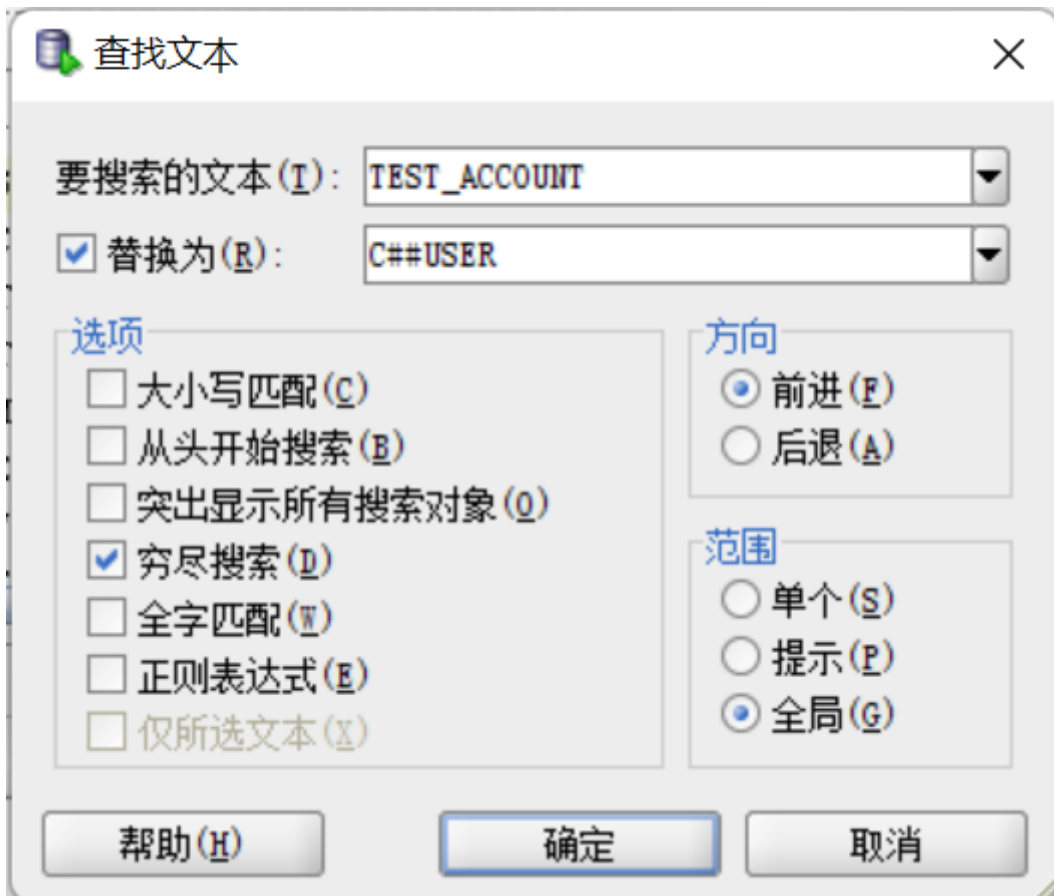 查找文本
要搜索的文本(T): TEST_ACCOUNT
替换为(R): C##USER
选项
大小写匹配(C)
从头开始搜索(B)
突出显示所有搜索对象(O)
穷尽搜索(D)
全字匹配(W)
正则表达式(E)
仅所选文本(X)
方向
前进(F)
后退(A)
范围
单个(S)
提示(P)
全局(G)
帮助(H)
确定
取消